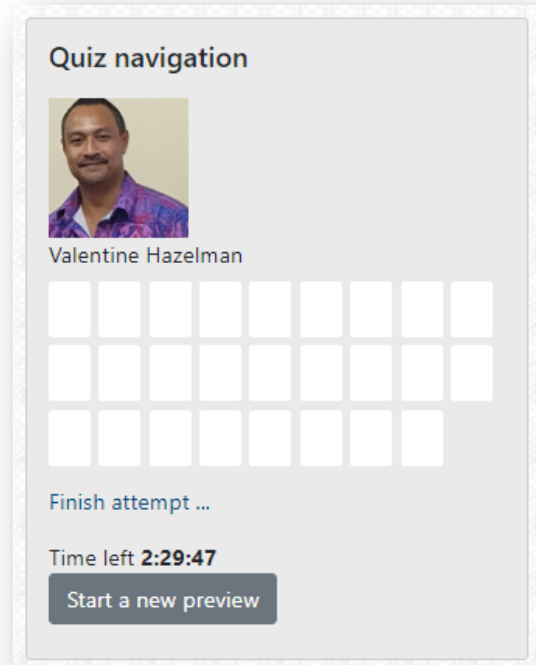 Quiz navigation
Valentine Hazelman
Finish attempt ...
Time left 2:29:47
Start a new preview